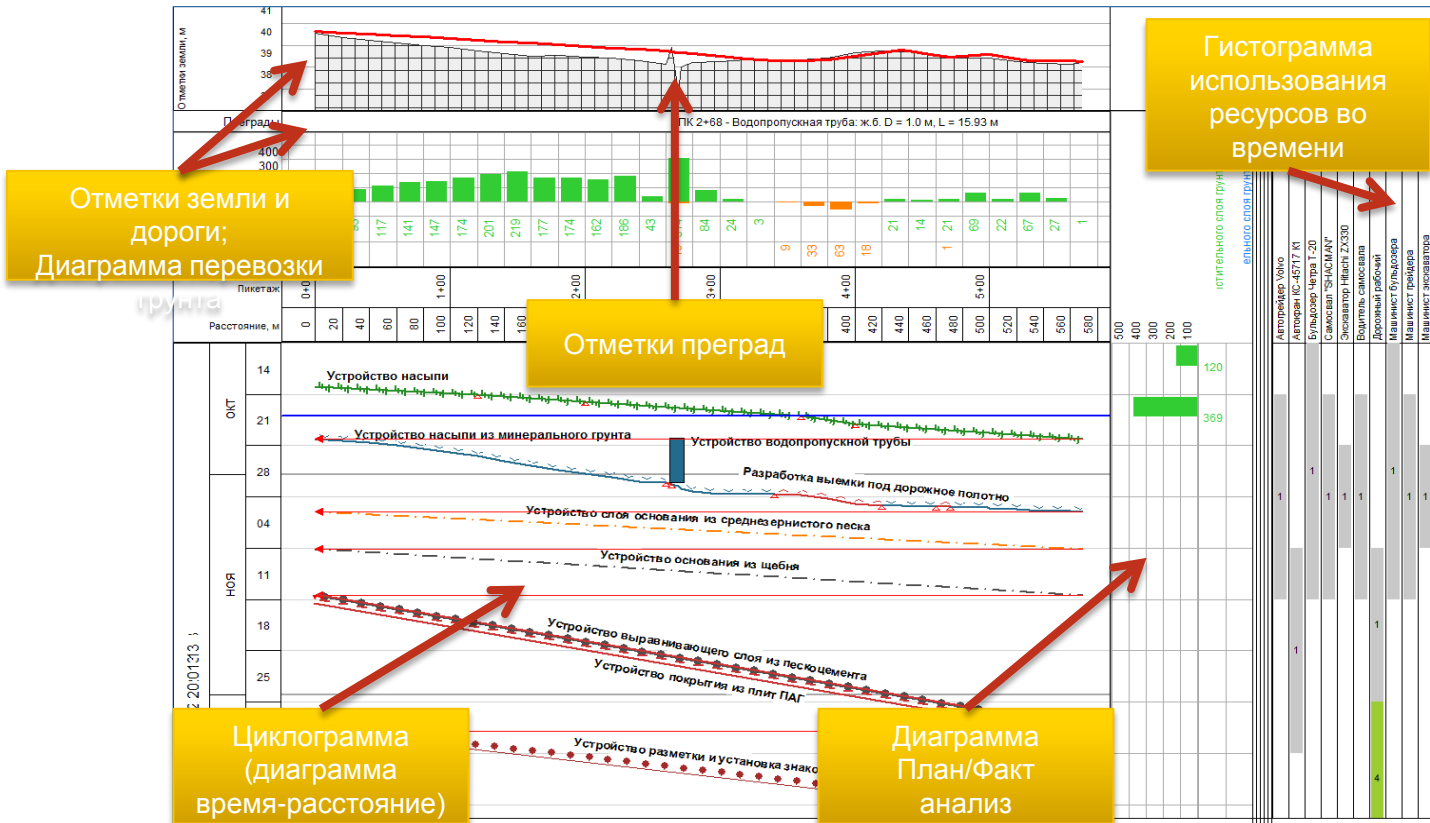 41
40
39
38
Отметки земли, м
Гистограмма
использования
ресурсов во
времени
Преграды
ПК 2+68 - Водопропускная труба: ж.б. D = 1.0 м, L = 15.93 м
400
300
Отметки земли и
дороги;
Диаграмма перевозки
грунта
117
141
147
174
201
219
177
174
162
186
43
84
24
3
9
33
63
18
21
14
21
1
69
22
67
27
1
Пикетаж
0+00
1+00
2+00
3+00
4+00
5+00
Расстояние, м
0
20
40
60
80
100
120
140
160
400
420
440
460
480
500
520
540
560
580
Отметки преград
500
400
300
200
100
Автогрейдер Volvo
Автокран КС-45717 К1
Бульдозер Четра Т-20
Самосвал "SHACMAN"
Экскаватор Hitachi ZX330
Водитель самосвала
Дорожный рабочий
Машинист бульдозера
Машинист грейдера
Машинист экскаватора
ОКТ
14
21
28
НОЯ
04
11
18
25
Устройство насыпи
Устройство насыпи из минерального грунта
Устройство водопропускной трубы
Разработка выемки под дорожное полотно
Устройство слоя основания из среднезернистого песка
Устройство основания из щебня
Устройство выравнивающего слоя из пескоцемента
Устройство покрытия из плит ПАГ
Устройство разметки и установка знако
120
369
1
1
1
1
1
1
1
1
1
1
1
4
Циклограмма
(диаграмма
время-расстояние)
Диаграмма
План/Факт
анализ